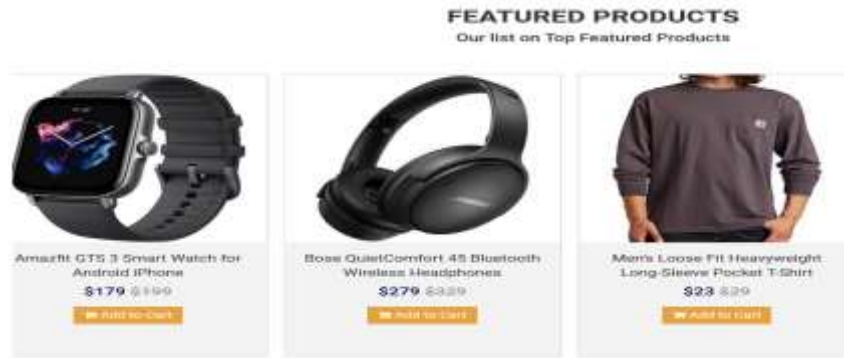 FEATURED PRODUCTS
Our list on Top Featured Products
Amazfit GTS 3 Smart Watch for
Android iPhone
$179 $199
Add to Cart
Bose QuietComfort 45 Bluetooth
Wireless Headphones
$279 $329
Add to Cart
Men's Loose Fit Heavyweight
Long-Sleeve Pocket T-Shirt
$23 $29
Add to Cart